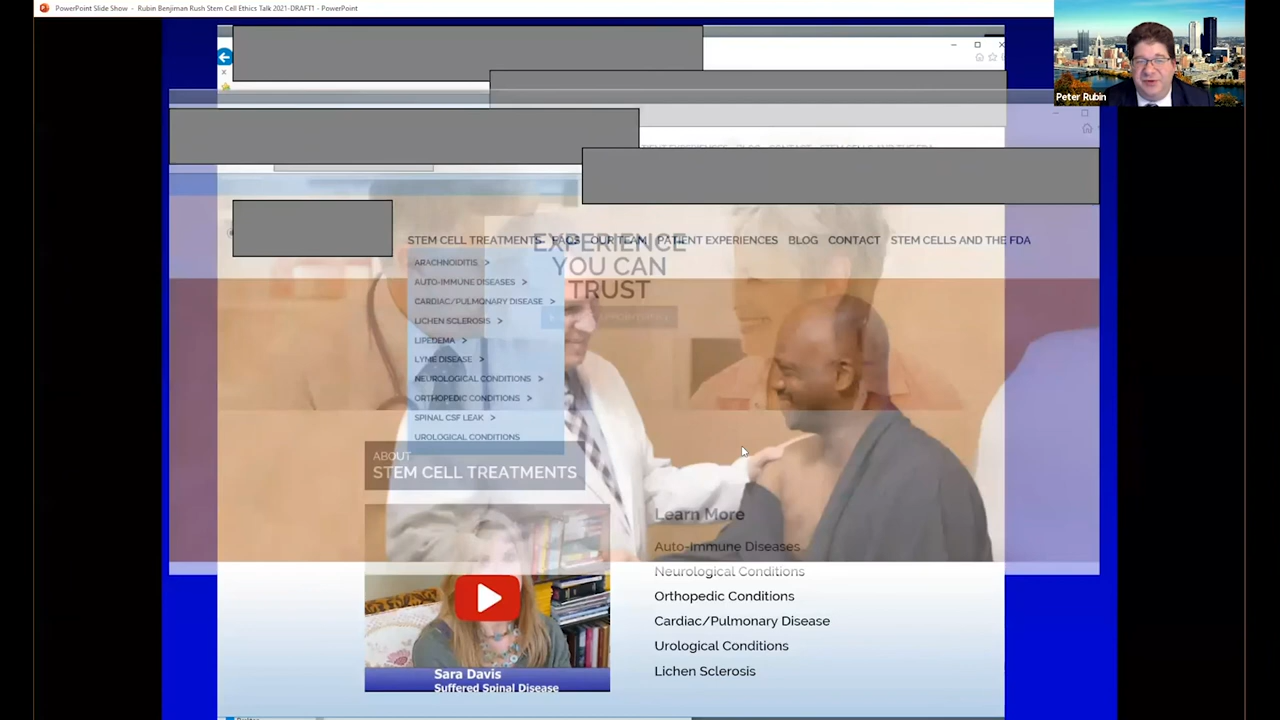 PowerPoint Slide Show - Rubin Benjiman Rush Stem Cell Ethics Talk 2021-DRAFT1 - PowerPoint
Peter Rubin
STEM CELL TREATMENTS FAQS OUR TEAM PATIENT EXPERIENCES BLOG CONTACT STEM CELLS AND THE FDA
EXPERIENCE
YOU CAN
TRUST
ARACHNOIDITIS >
AUTO-IMMUNE DISEASES >
CARDIAC/PULMONARY DISEASE >
LICHEN SCLEROSIS >
LIPEDEMA >
LYME DISEASE >
NEUROLOGICAL CONDITIONS >
ORTHOPEDIC CONDITIONS >
SPINAL CSF LEAK >
UROLOGICAL CONDITIONS
ABOUT
STEM CELL TREATMENTS
Sara Davis
Suffered Spinal Disease
Learn More
Auto-Immune Diseases
Neurological Conditions
Orthopedic Conditions
Cardiac/Pulmonary Disease
Urological Conditions
Lichen Sclerosis